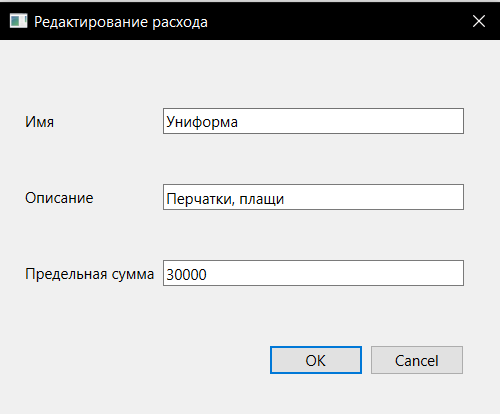 Редактирование расхода
Имя
Униформа
Описание
Перчатки, плащи
Предельная сумма
30000
OK
Cancel